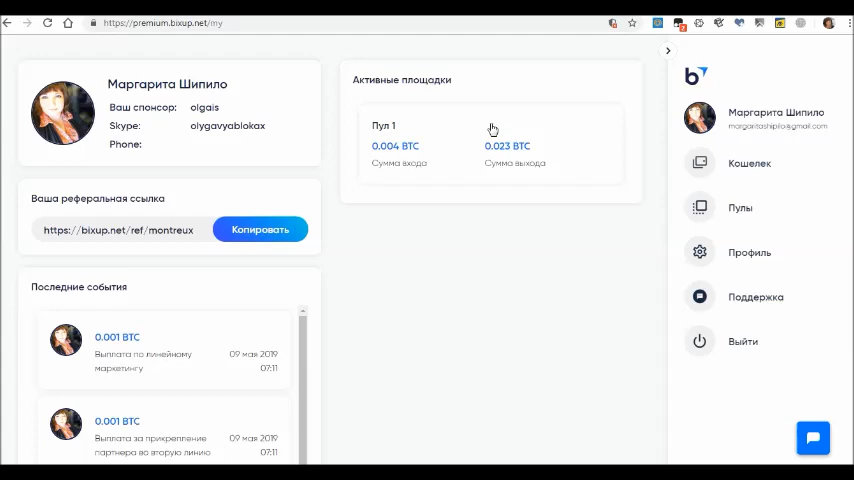 https://premium.bixup.net/my
2
Маргарита Шипило
Ваш спонсор: olgais
Skype: olygavyablokax
Phone:
Ваша реферальная ссылка
https://bixup.net/ref/montreux
Копировать
Последние события
0.001 BTC
Выплата по линейному
маркетингу
09 мая 2019
07:11
0.001 BTC
Выплата за прикрепление
партнера во вторую линию
09 мая 2019
07:11
Активные площадки
Пул 1
0.004 BTC
Сумма входа
0.023 BTC
Сумма выхода
b
Маргарита Шипило
margaritashipilo@gmail.com
Кошелек
Пулы
Профиль
Поддержка
Выйти